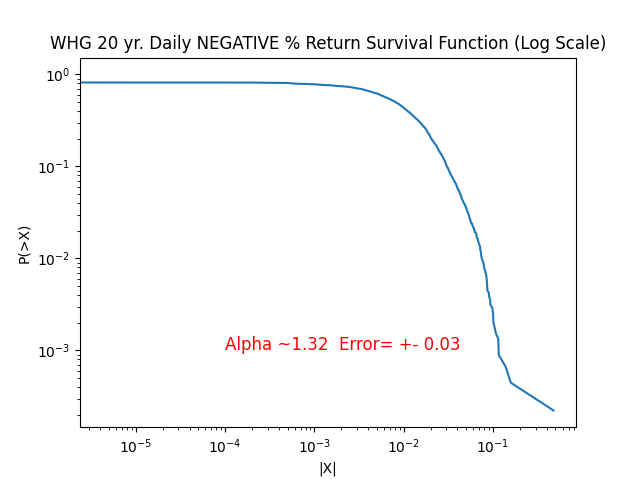 WHG 20 yr. Daily NEGATIVE % Return Survival Function (Log Scale)
10⁰
10⁻¹
10⁻²
10⁻³
P(>X)
Alpha ~1.32  Error= +- 0.03
10⁻⁵ 10⁻⁴ 10⁻³ 10⁻² 10⁻¹
|X|